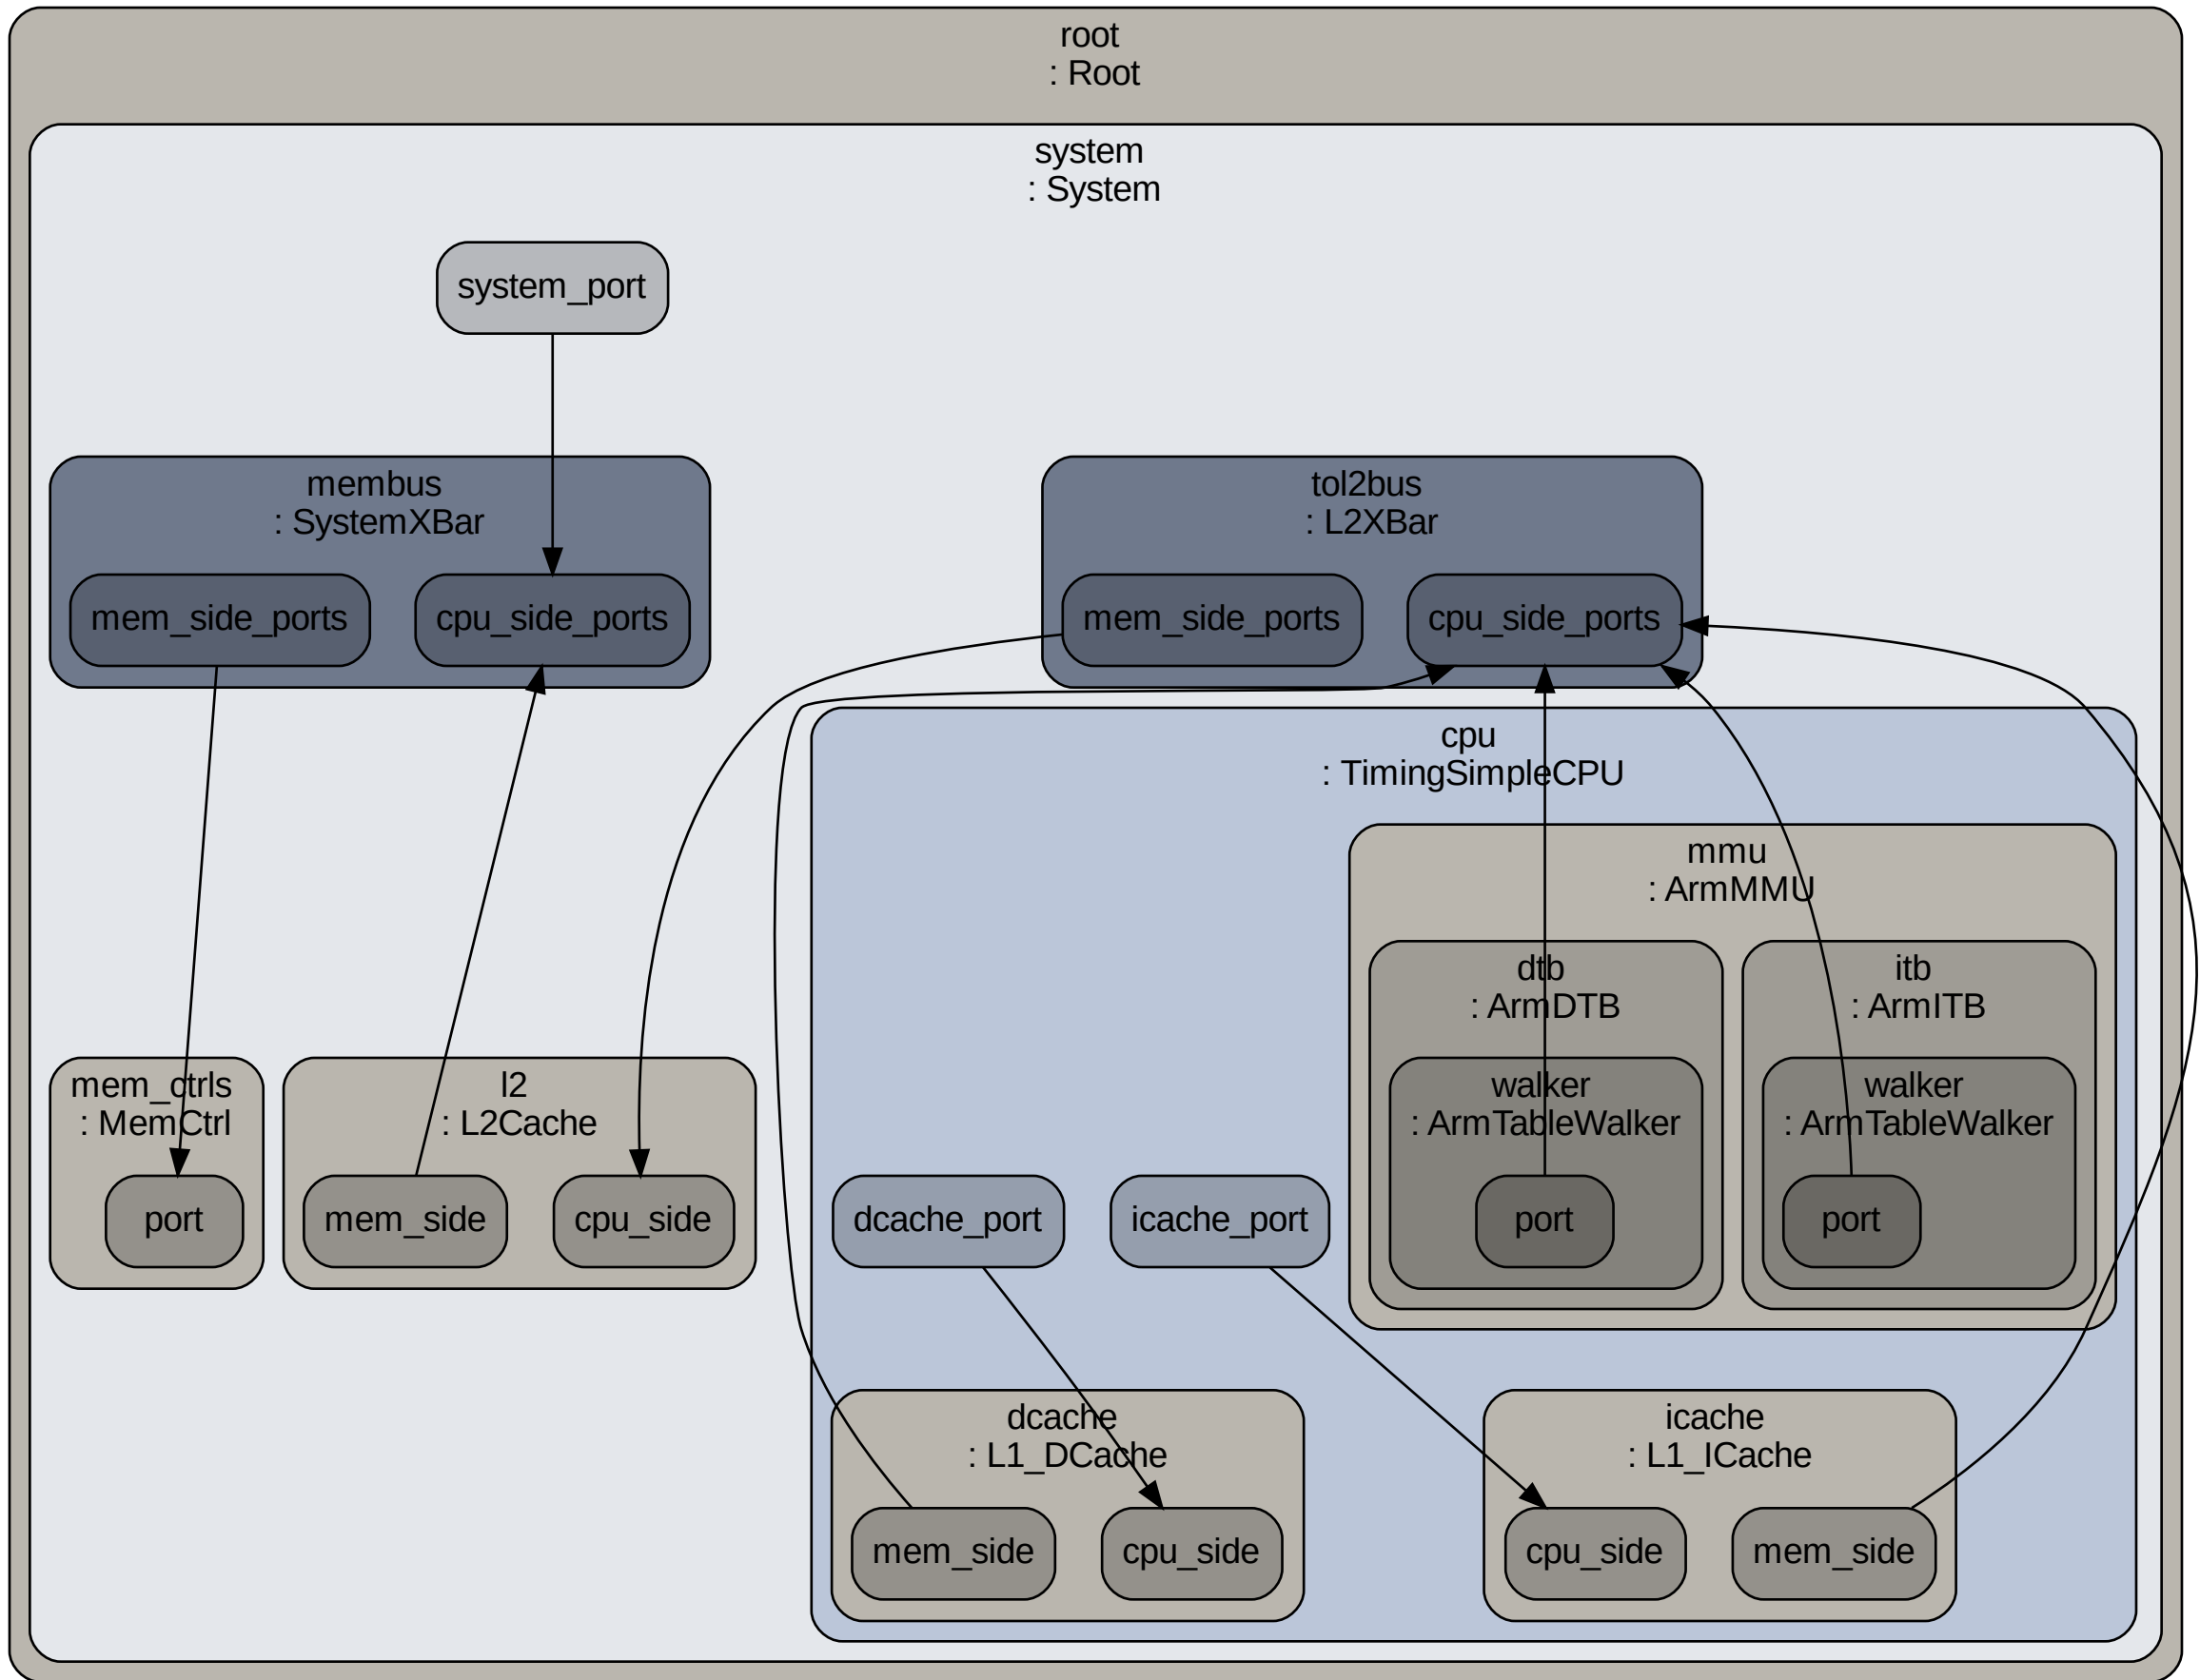 root
: Root
system
: System
system_port
membus
: SystemXBar
mem_side_ports
cpu_side_ports
tol2bus
: L2XBar
mem_side_ports
cpu_side_ports
cpu
: TimingSimpleCPU
mmu
: ArmMMU
dtb
: ArmDTB
walker
: ArmTableWalker
port
itb
: ArmITB
walker
: ArmTableWalker
port
mem_ctrls
: MemCtrl
port
l2
: L2Cache
mem_side
cpu_side
dcache_port
icache_port
dcache
: L1_DCache
mem_side
cpu_side
icache
: L1_ICache
cpu_side
mem_side